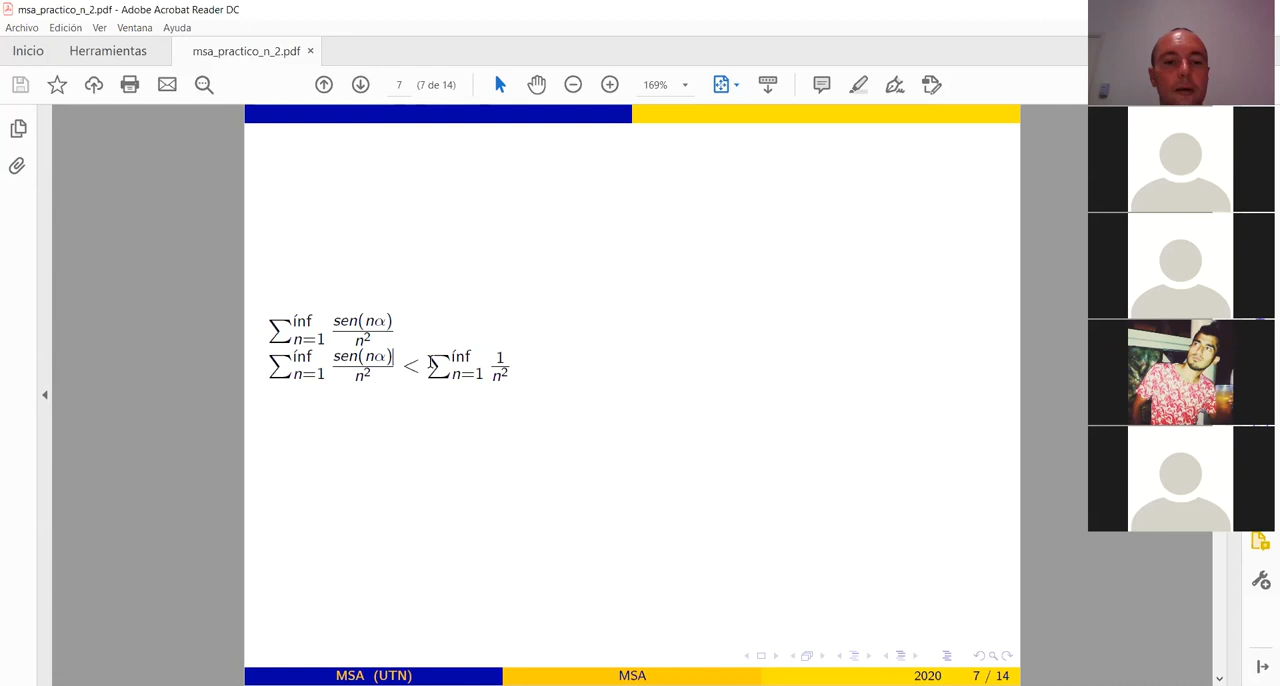 msa_practico_n_2.pdf - Adobe Acrobat Reader DC
Archivo Edición Ver Ventana Ayuda
Inicio Herramientas msa_practico_n_2.pdf ×
7 (7 de 14) 169%
∑ínf n=1 sen(nα)/n²
∑ínf n=1 sen(nα)/n² < ∑ínf n=1 1/n²
MSA (UTN) MSA 2020 7 / 14